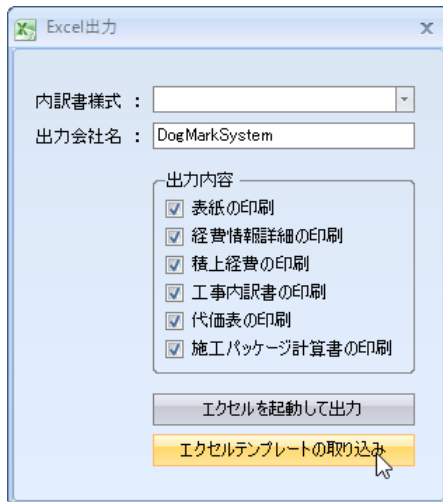 Excel出力
x
内訳書様式 :
出力会社名 : DogMarkSystem
出力内容
表紙の印刷
経費情報詳細の印刷
積上経費の印刷
工事内訳書の印刷
代価表の印刷
施工パッケージ計算書の印刷
エクセルを起動して出力
エクセルテンプレートの取り込み